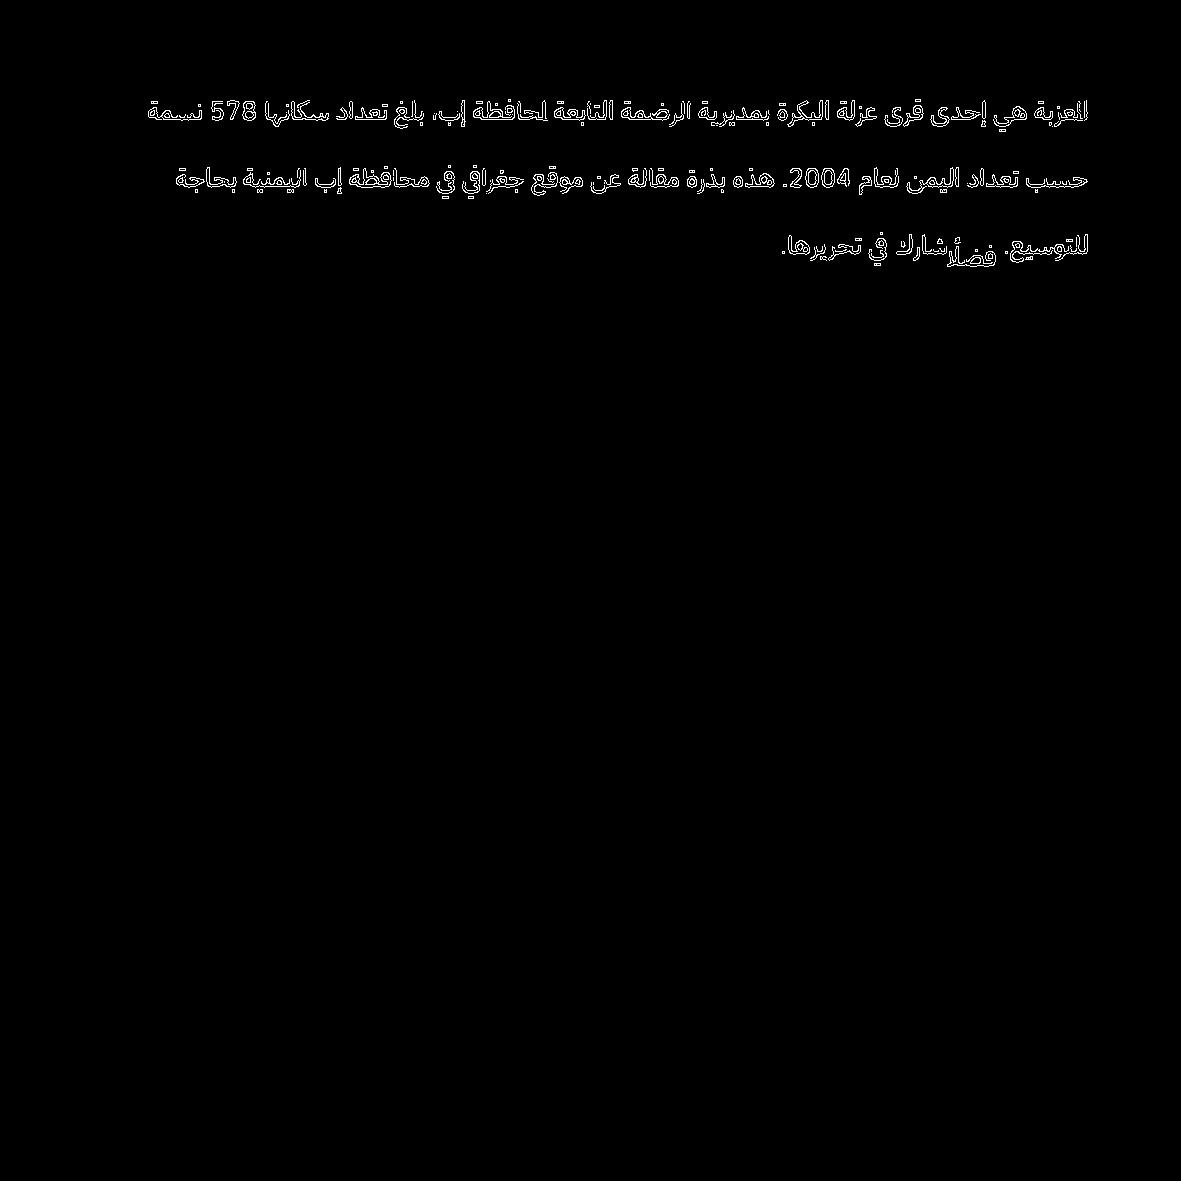 العزبة هي إحدى قرى عزلة البكرة بمديرية الرضمة التابعة لمحافظة إب، بلغ تعداد سكانها 578 نسمة
حسب تعداد اليمن لعام 2004. هذه بذرة مقالة عن موقع جغرافي في محافظة إب اليمنية بحاجة
للتوسيع. فضلًا شارك في تحريرها.